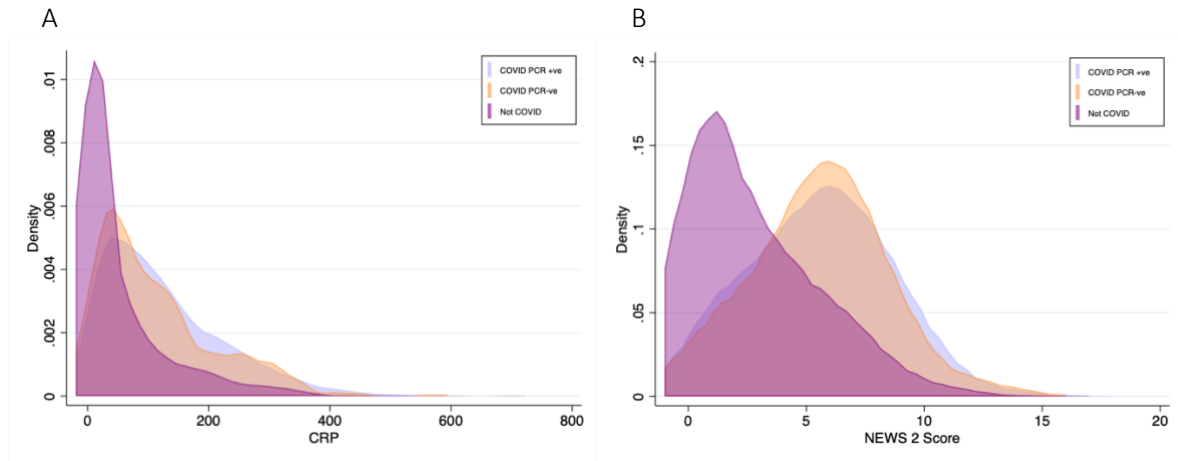 A
B
COVID PCR +ve
COVID PCR-ve
Not COVID
Density
0
.002
.004
.006
.008
.01
0
200
400
600
800
CRP
COVID PCR +ve
COVID PCR-ve
Not COVID
Density
0
.05
.1
.15
.2
0
5
10
15
20
NEWS 2 Score